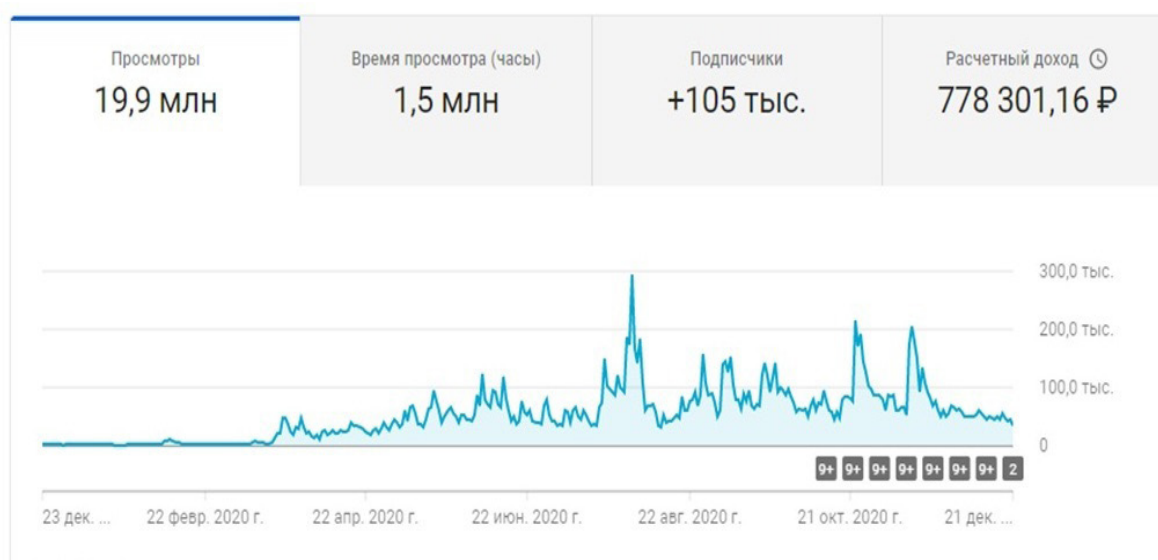 Просмотры
19,9 млн
Время просмотра (часы)
1,5 млн
Подписчики
+105 тыс.
Расчетный доход
778 301,16 ₽
300,0 тыс.
200,0 тыс.
100,0 тыс.
0
9+ 9+ 9+ 9+ 9+ 9+ 9+ 2
23 дек. ... 22 февр. 2020 г. 22 апр. 2020 г. 22 июн. 2020 г. 22 авг. 2020 г. 21 окт. 2020 г. 21 дек. ...